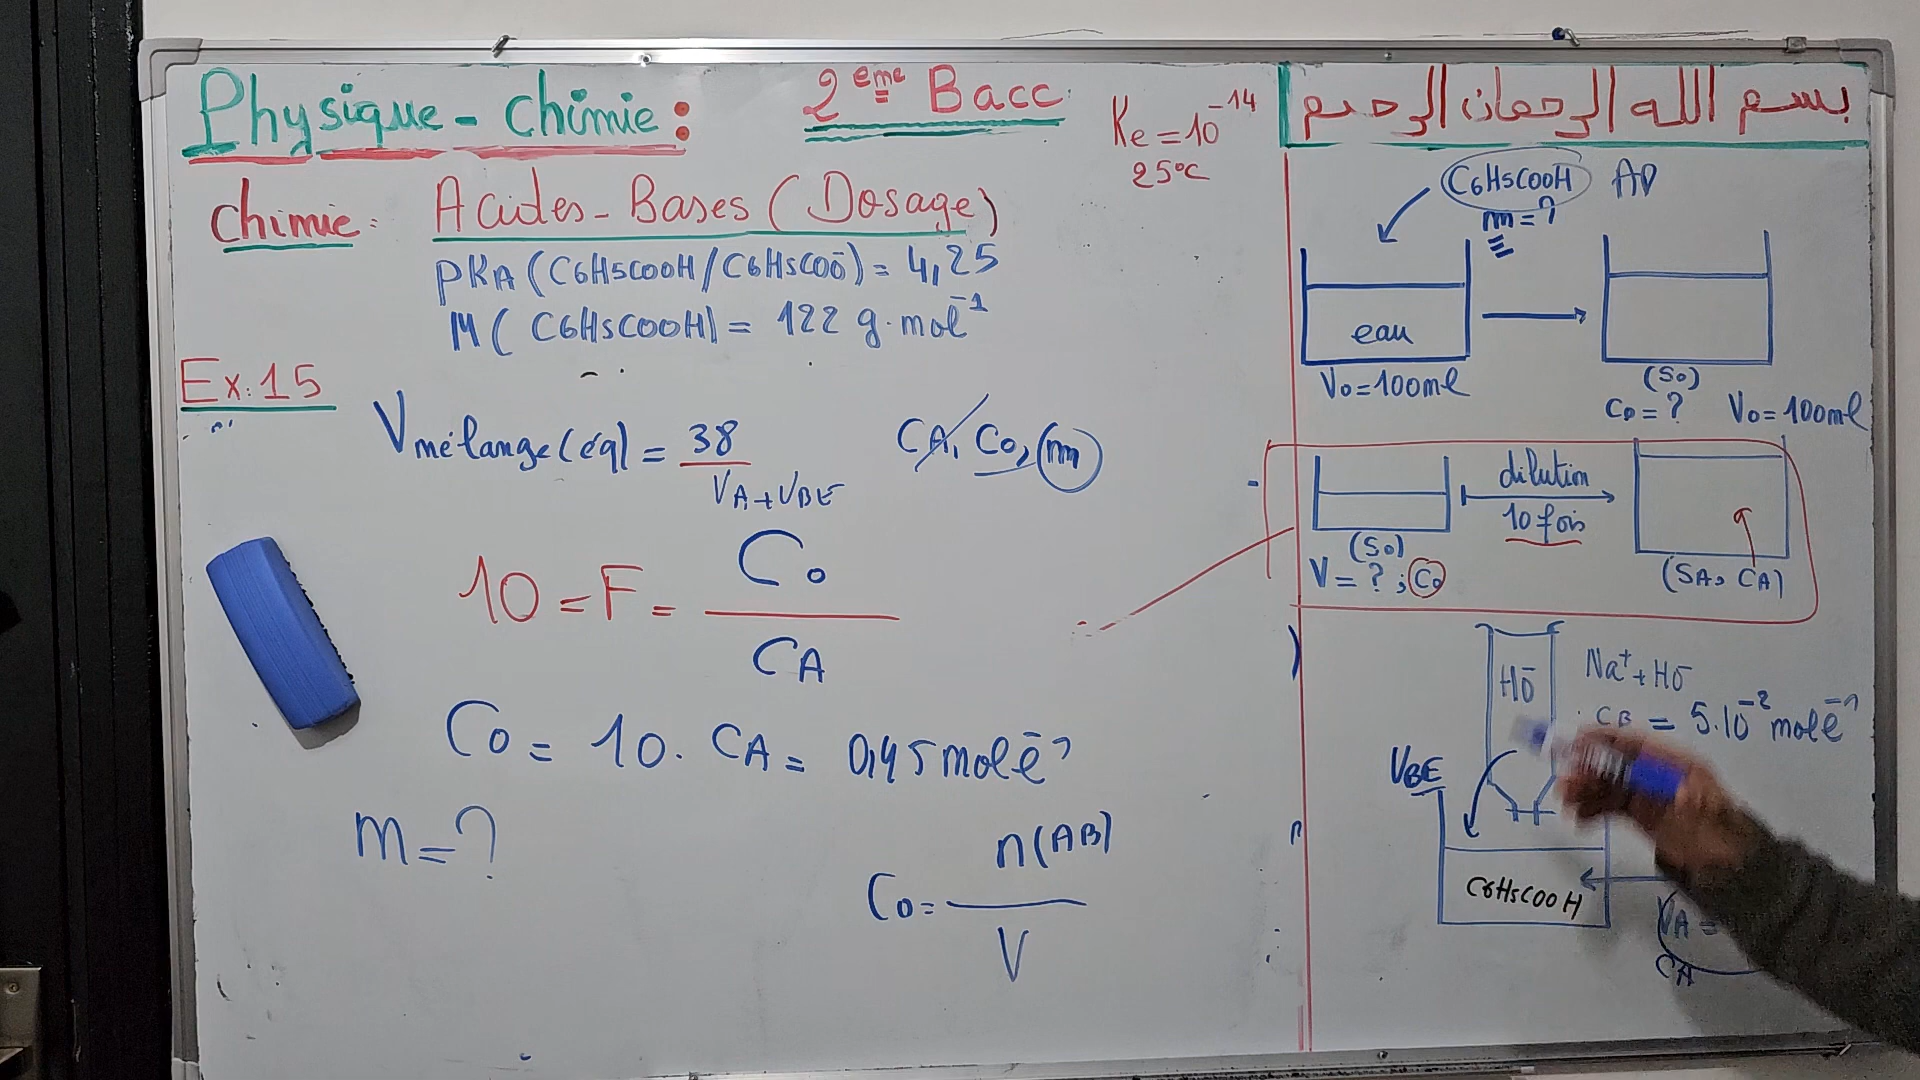 Physique - chimie :
2eme Bacc
Ke = 10^-14
25°C
بسم الله الرحمان الرحيم
chimie: Acides - Bases (Dosage)
pKA (C6H5COOH/C6H5COO⁻) = 4,25
M( C6H5COOH) = 122 g.mol⁻¹
Ex: 15
Vmélange(éq) = 38
VA + VBE
CA, Co, m
10 = F = Co / CA
Co = 10. CA = 0,45 mol l⁻¹
m = ?
Co = n(AB) / V
C6H5COOH
m = ?
eau
Vo = 100ml
(So)
Co = ? Vo = 100ml
dilution
10 fois
(So)
V = ? ; Co
(SA, CA)
HO⁻
Na⁺ + HO⁻
CB = 5.10⁻² mol l⁻¹
VBE
C6H5COOH
VA =
CA